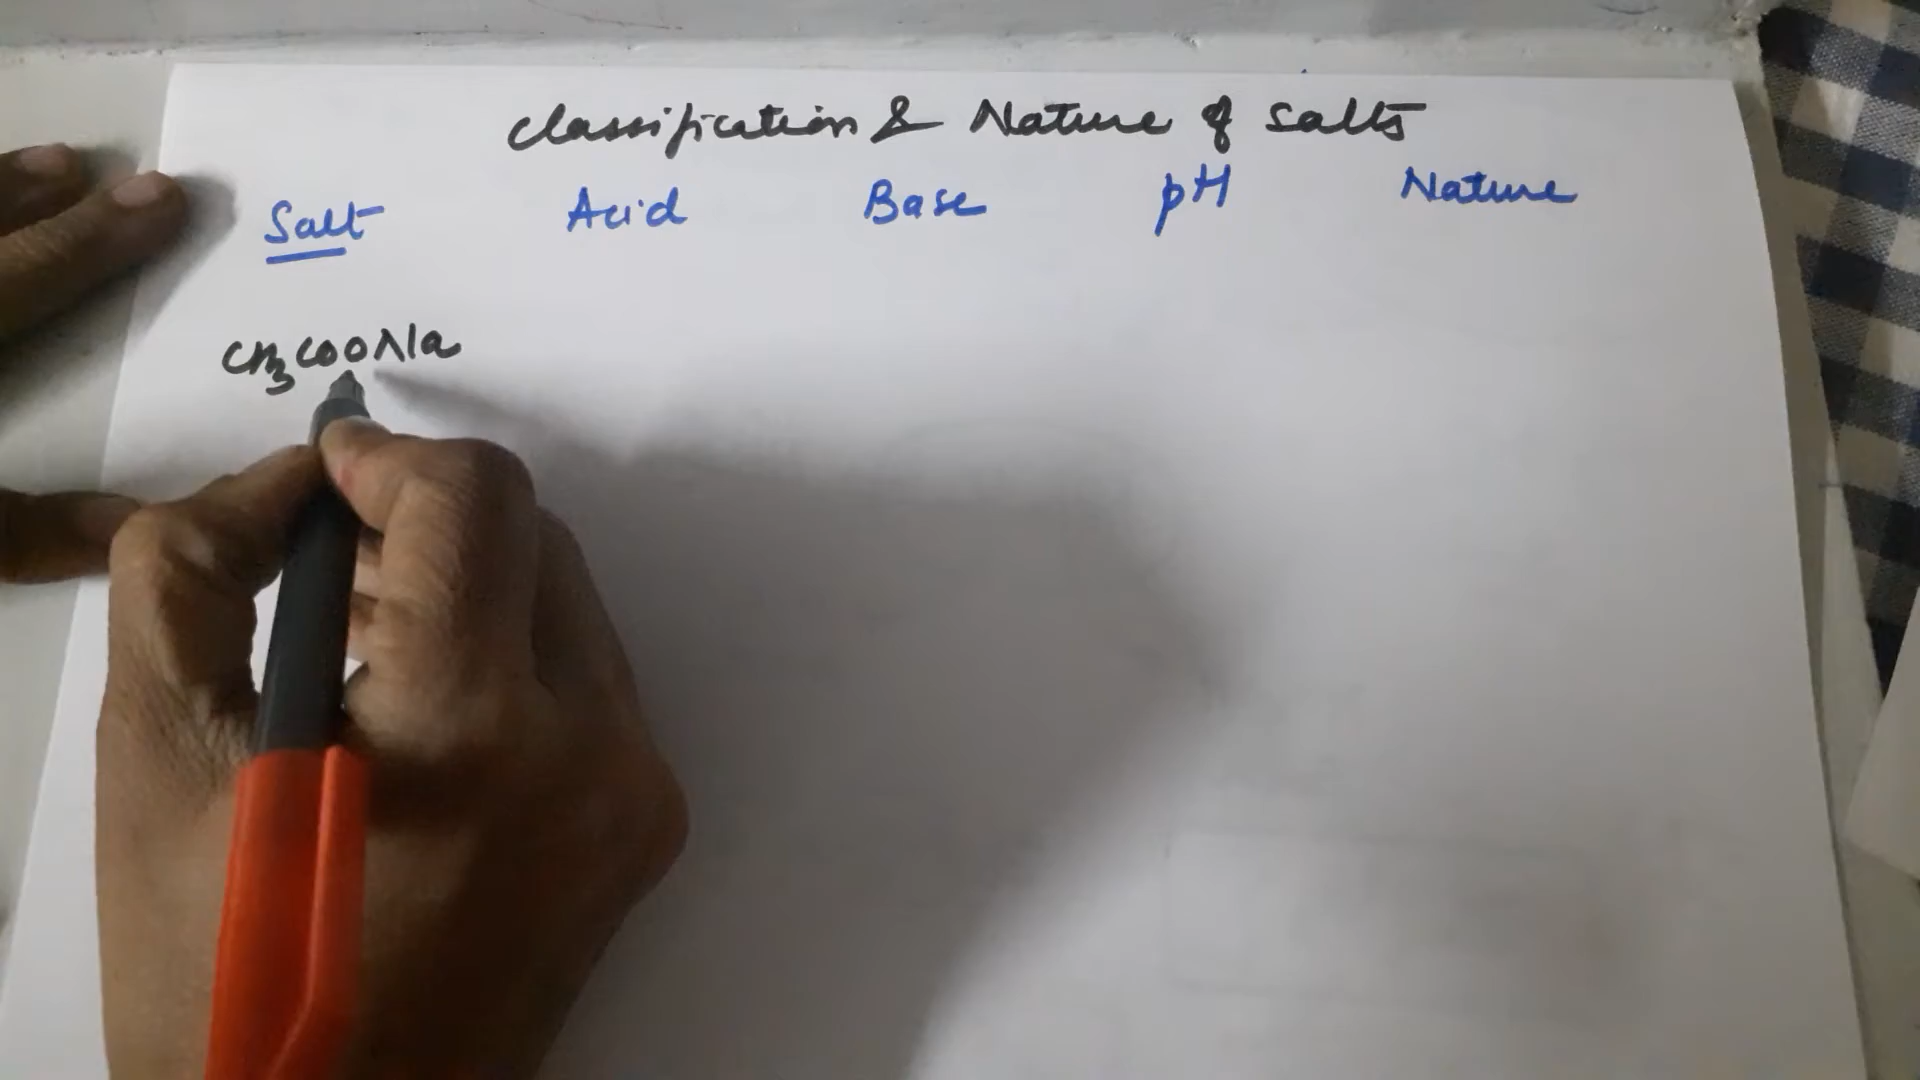 Classification & Nature of Salts
Salt Acid Base pH Nature
CH3COONa